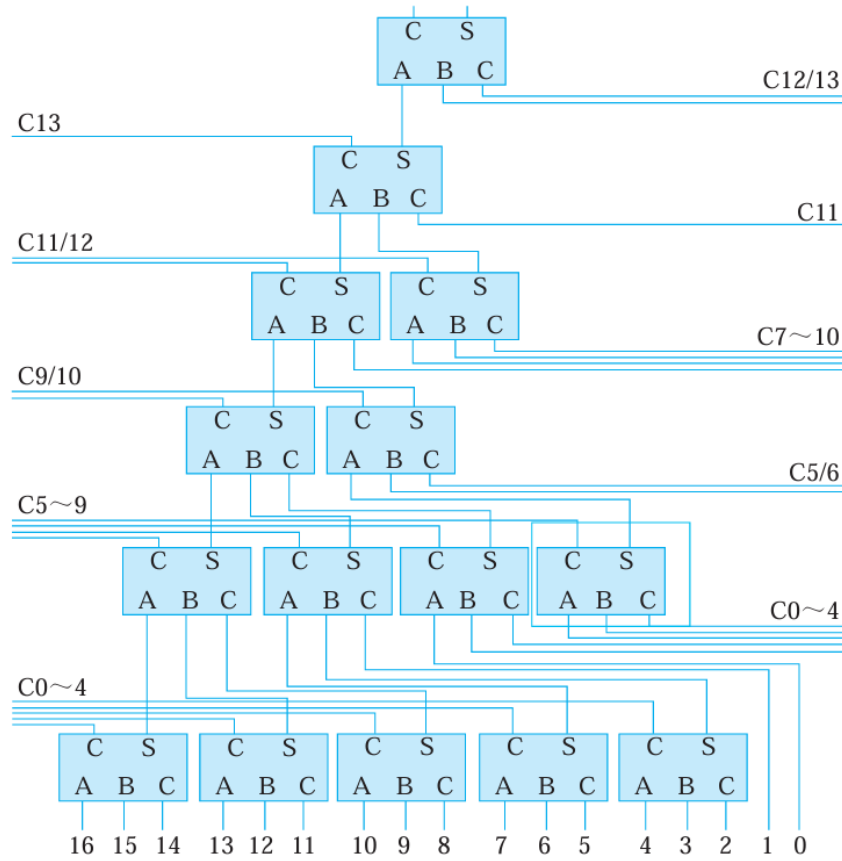 C S
A B C
C12/13
C13
C S
A B C
C11
C11/12
C S C S
A B C A B C
C7～10
C9/10
C S C S
A B C A B C
C5/6
C5～9
C S C S C S C S
A B C A B C A B C A B C
C0～4
C0～4
C S C S C S C S C S
A B C A B C A B C A B C A B C
16 15 14 13 12 11 10 9 8 7 6 5 4 3 2 1 0